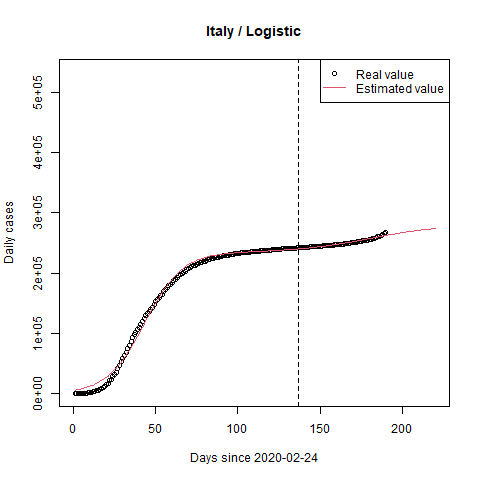 Italy / Logistic
Real value
Estimated value
Daily cases
5e+05
4e+05
3e+05
2e+05
1e+05
0e+00
0
50
100
150
200
Days since 2020-02-24